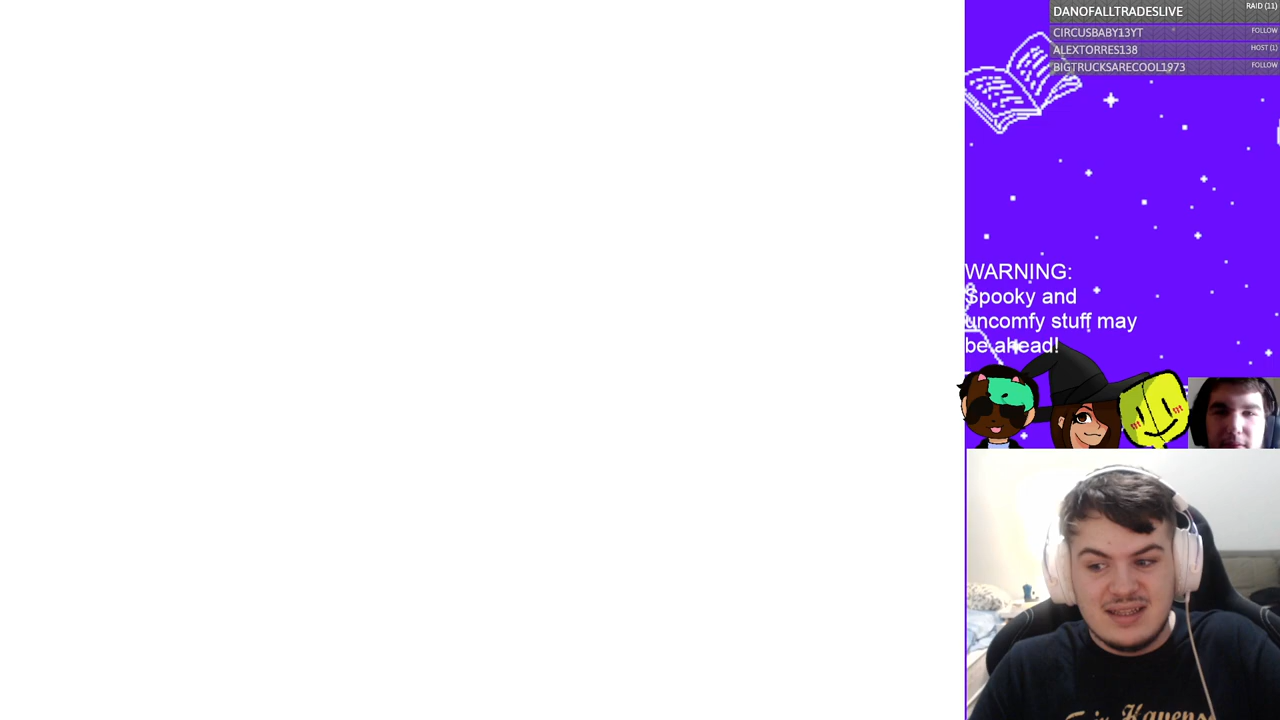 DANOFALLTRADESLIVE RAID (11)
CIRCUSBABY13YT FOLLOW
ALEXTORRES138 HOST (1)
BIGTRUCKSARECOOL1973 FOLLOW
WARNING:
Spooky and
uncomfy stuff may
be ahead!